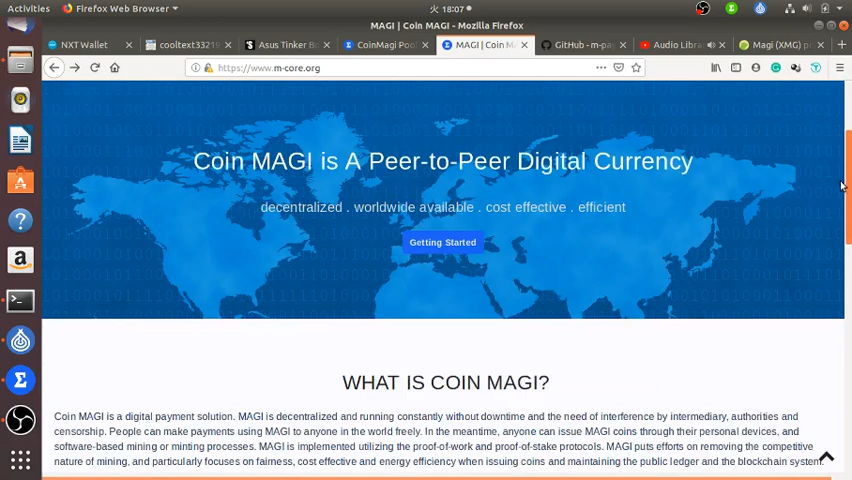 Activities Firefox Web Browser 火 18:07
MAGI | Coin MAGI - Mozilla Firefox
NXT Wallet
cooltext33219
Asus Tinker Bo
CoinMagi Poo
MAGI | Coin M
GitHub - m-pa
Audio Libra
Magi (XMG) p
https://www.m-core.org
Coin MAGI is A Peer-to-Peer Digital Currency
decentralized . worldwide available . cost effective . efficient
Getting Started
WHAT IS COIN MAGI?
Coin MAGI is a digital payment solution. MAGI is decentralized and running constantly without downtime and the need of interference by intermediary, authorities and
censorship. People can make payments using MAGI to anyone in the world freely. In the meantime, anyone can issue MAGI coins through their personal devices, and
software-based mining or minting processes. MAGI is implemented utilizing the proof-of-work and proof-of-stake protocols. MAGI puts efforts on removing the competitive
nature of mining, and particularly focuses on fairness, cost effective and energy efficiency when issuing coins and maintaining the public ledger and the blockchain system.